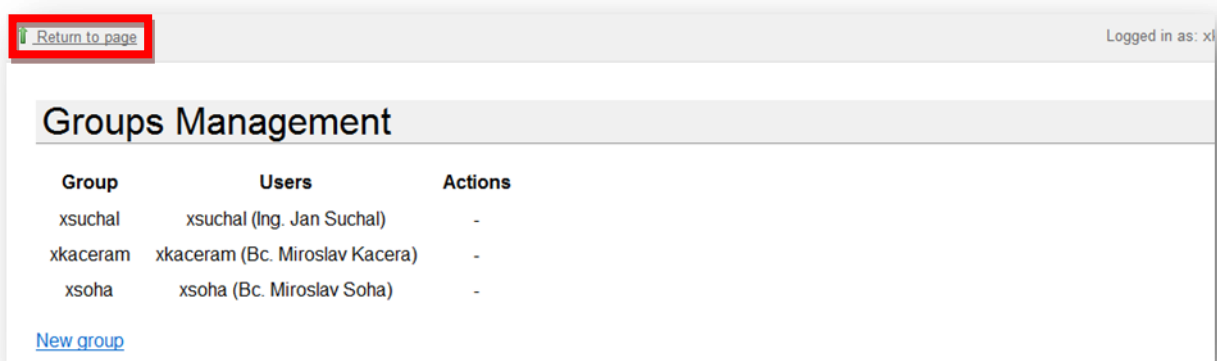 Return to page
Logged in as: xk
Groups Management
Group Users Actions
xsuchal xsuchal (Ing. Jan Suchal) -
xkaceram xkaceram (Bc. Miroslav Kacera) -
xsoha xsoha (Bc. Miroslav Soha) -
New group